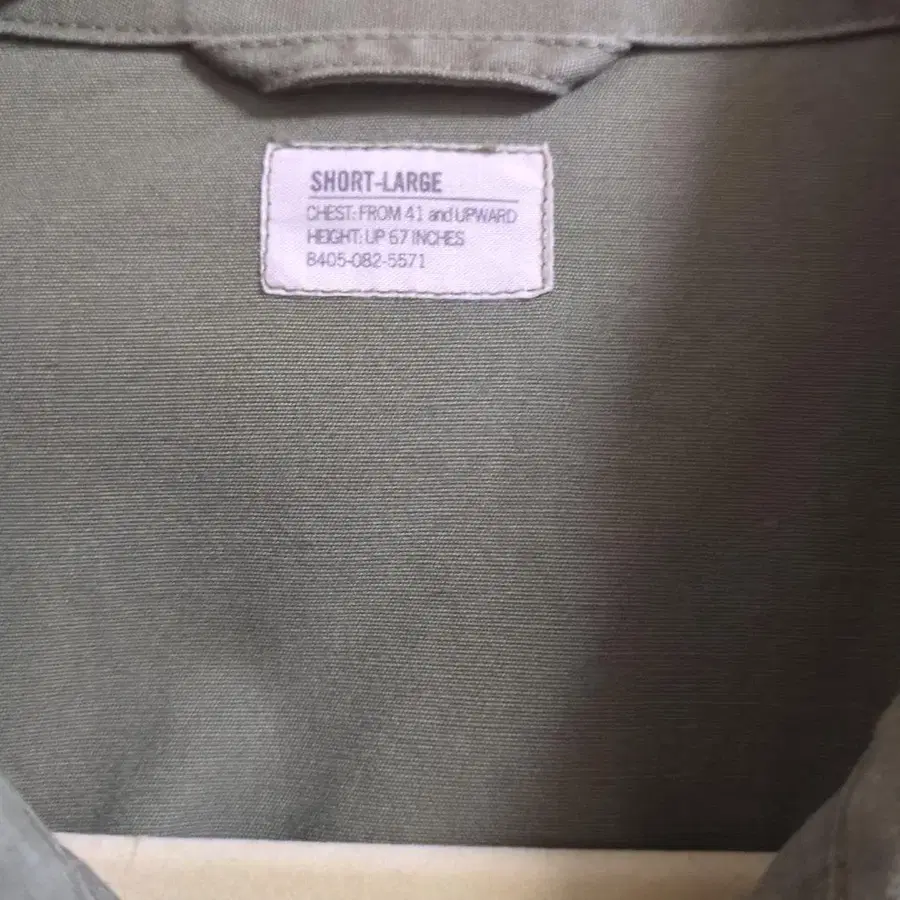 SHORT-LARGE
CHEST: FROM 41 and UPWARD
HEIGHT: UP 67 INCHES
8405-082-5571